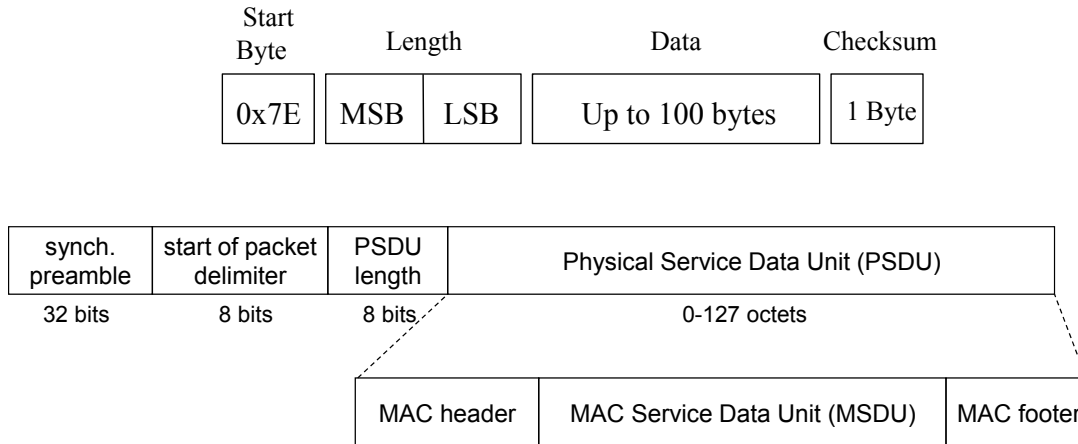 Start
Byte
Length
Data
Checksum
0x7E
MSB
LSB
Up to 100 bytes
1 Byte
synch.
preamble
start of packet
delimiter
PSDU
length
Physical Service Data Unit (PSDU)
32 bits
8 bits
8 bits
0-127 octets
MAC header
MAC Service Data Unit (MSDU)
MAC footer